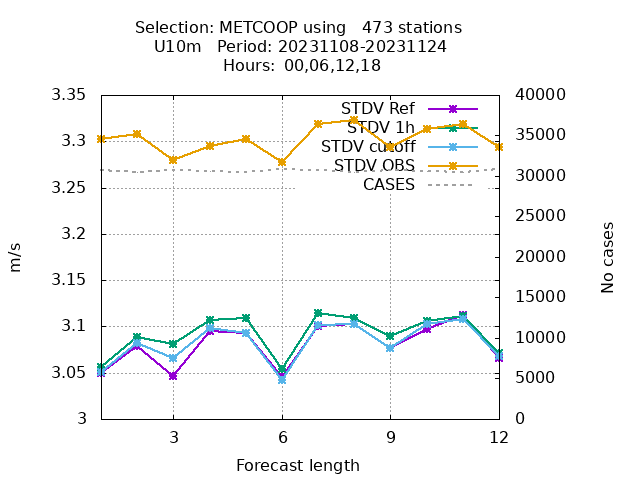 Selection: METCOOP using   473 stations
U10m   Period: 20231108-20231124
Hours:  00,06,12,18
3.35
3.3
3.25
3.2
3.15
3.1
3.05
3
40000
35000
30000
25000
20000
15000
10000
5000
0
STDV Ref
STDV 1h
STDV cutoff
STDV OBS
CASES
m/s
No cases
3
6
9
12
Forecast length